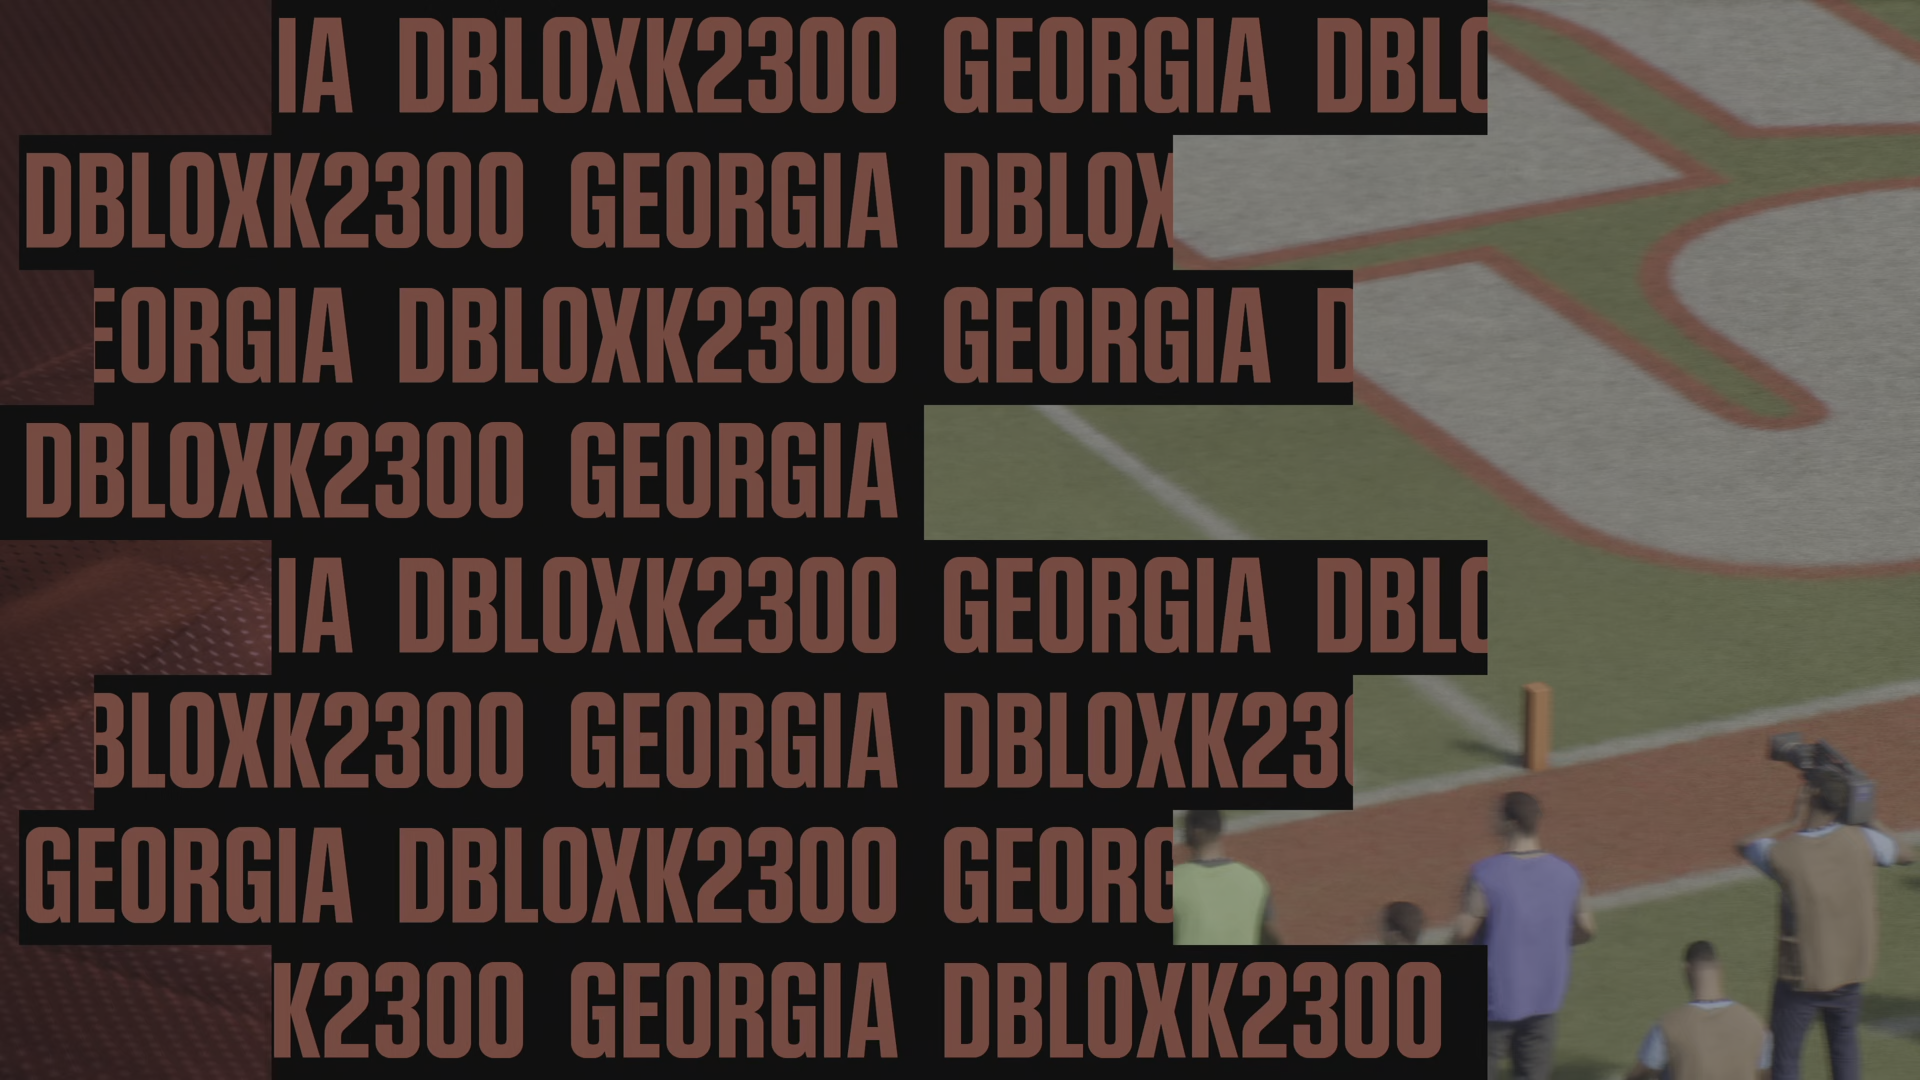 IA DBLOXK2300 GEORGIA DBLO
DBLOXK2300 GEORGIA DBLOX
EORGIA DBLOXK2300 GEORGIA D
DBLOXK2300 GEORGIA
IA DBLOXK2300 GEORGIA DBLO
BLOXK2300 GEORGIA DBLOXK230
GEORGIA DBLOXK2300 GEORG
K2300 GEORGIA DBLOXK2300